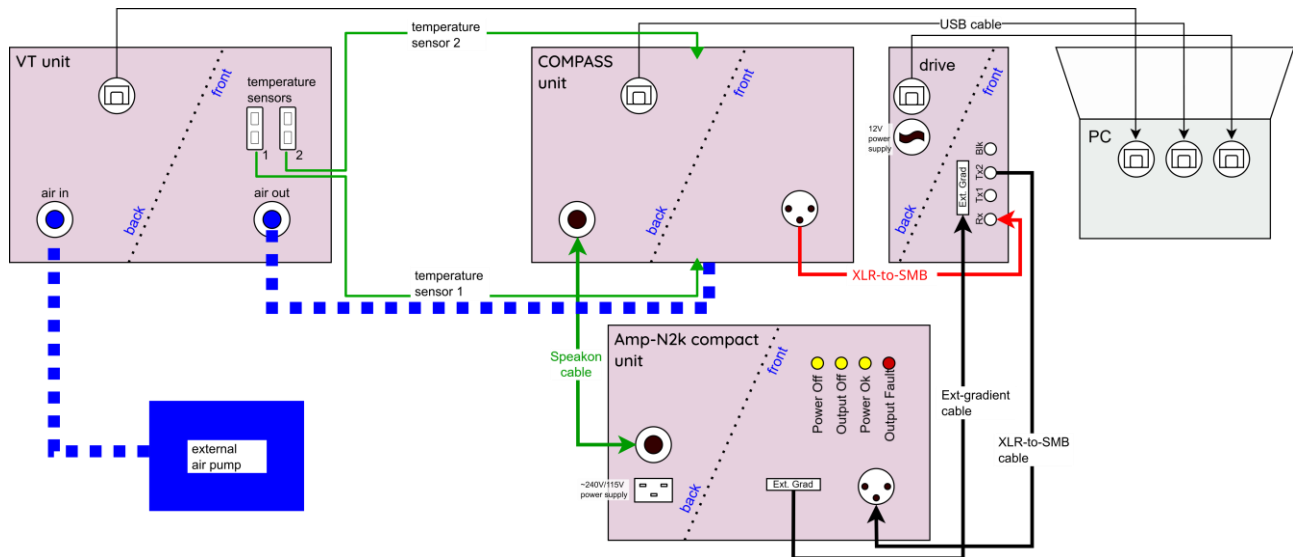 VT unit
front
temperature
sensors
1
2
air in
air out
back
temperature
sensor 2
temperature
sensor 1
COMPASS
unit
front
back
USB cable
drive
front
12V
power
supply
Ext. Grad
Blk
Tx2
Tx1
Rx
back
PC
XLR-to-SMB
Speakon
cable
Amp-N2k compact
unit
front
Power Off
Output Off
Power Ok
Output Fault
~240V/115V
power supply
back
Ext. Grad
Ext-gradient
cable
XLR-to-SMB
cable
external
air pump